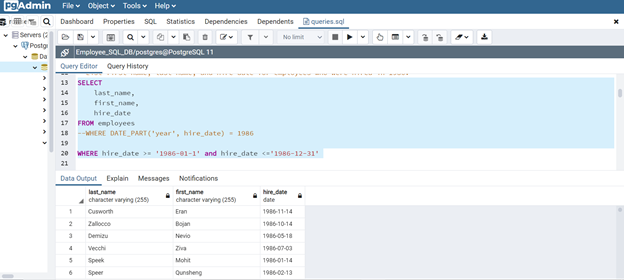 pgAdmin File Object Tools Help
Dashboard Properties SQL Statistics Dependencies Dependents queries.sql
Servers (2
No limit
Postgr
Employee_SQL_DB/postgres@PostgreSQL 11
Da
Query Editor Query History
13 SELECT
14 last_name,
15 first_name,
16 hire_date
17 FROM employees
18 --WHERE DATE_PART('year', hire_date) = 1986
19
20 WHERE hire_date >= '1986-01-1' and hire_date <='1986-12-31'
21
Data Output Explain Messages Notifications
last_name first_name hire_date
character varying (255) character varying (255) date
1 Cusworth Eran 1986-11-14
2 Zallocco Bojan 1986-10-14
3 Demizu Nevio 1986-05-18
4 Vecchi Ziva 1986-07-03
5 Speek Mohit 1986-01-14
6 Speer Qunsheng 1986-02-13